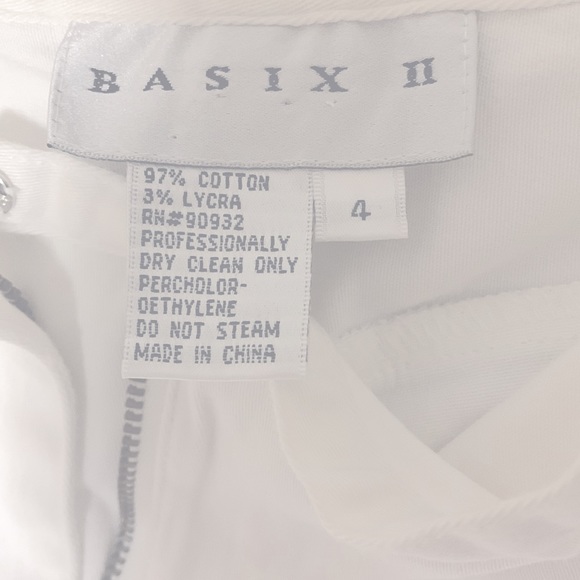 BASIX II
97% COTTON
3% LYCRA
RN#90932
PROFESSIONALLY
DRY CLEAN ONLY
PERCHOLOR-
OETHYLENE
DO NOT STEAM
MADE IN CHINA
4